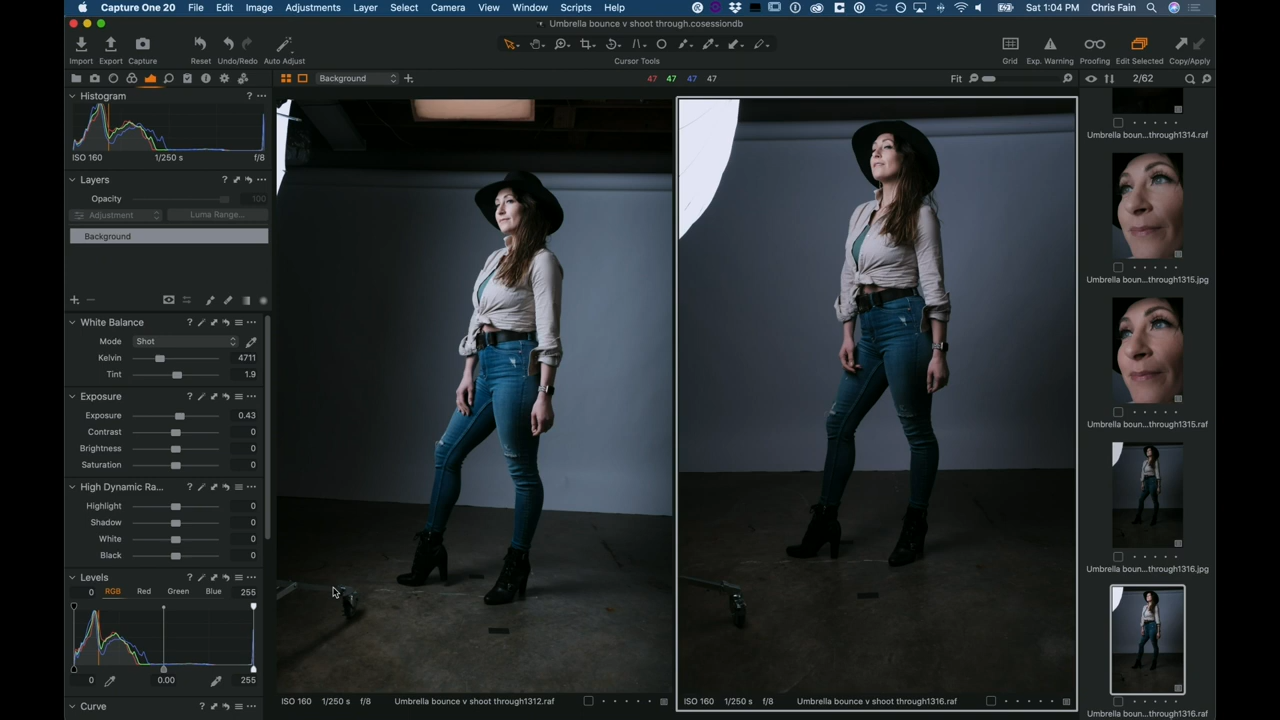 Capture One 20 File Edit Image Adjustments Layer Select Camera View Window Scripts Help Sat 1:04 PM Chris Fain
Umbrella bounce v shoot through.cosessiondb
Import Export Capture Reset Undo/Redo Auto Adjust Cursor Tools Grid Exp. Warning Proofing Edit Selected Copy/Apply
Background 47 47 47 47 Fit 2/62
Histogram ? ...
ISO 160 1/250 s f/8
Layers ? ...
Opacity 100
Adjustment Luma Range...
Background
White Balance ? ...
Mode Shot
Kelvin 4711
Tint 1.9
Exposure ? ...
Exposure 0.43
Contrast 0
Brightness 0
Saturation 0
High Dynamic Ra... ? ...
Highlight 0
Shadow 0
White 0
Black 0
Levels ? ...
0 RGB Red Green Blue 255
0 0.00 255
Curve ? ...
ISO 160 1/250 s f/8 Umbrella bounce v shoot through1312.raf
ISO 160 1/250 s f/8 Umbrella bounce v shoot through1316.raf
Umbrella boun...through1314.raf
Umbrella boun...through1315.jpg
Umbrella boun...through1315.raf
Umbrella boun...through1316.jpg
Umbrella boun...through1316.raf